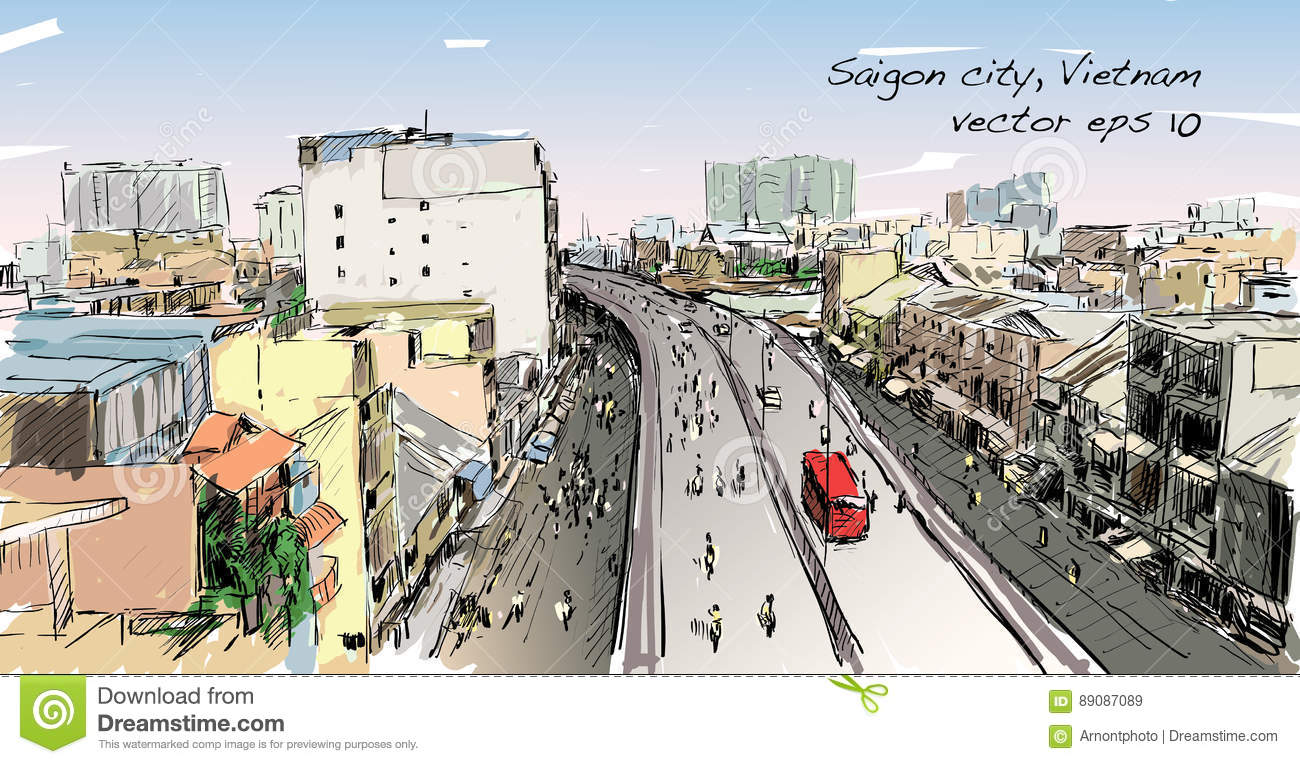 Saigon city, Vietnam
vector eps 10
Download from
Dreamstime.com
This watermarked comp image is for previewing purposes only.
ID 89087089
© Arnontphoto | Dreamstime.com